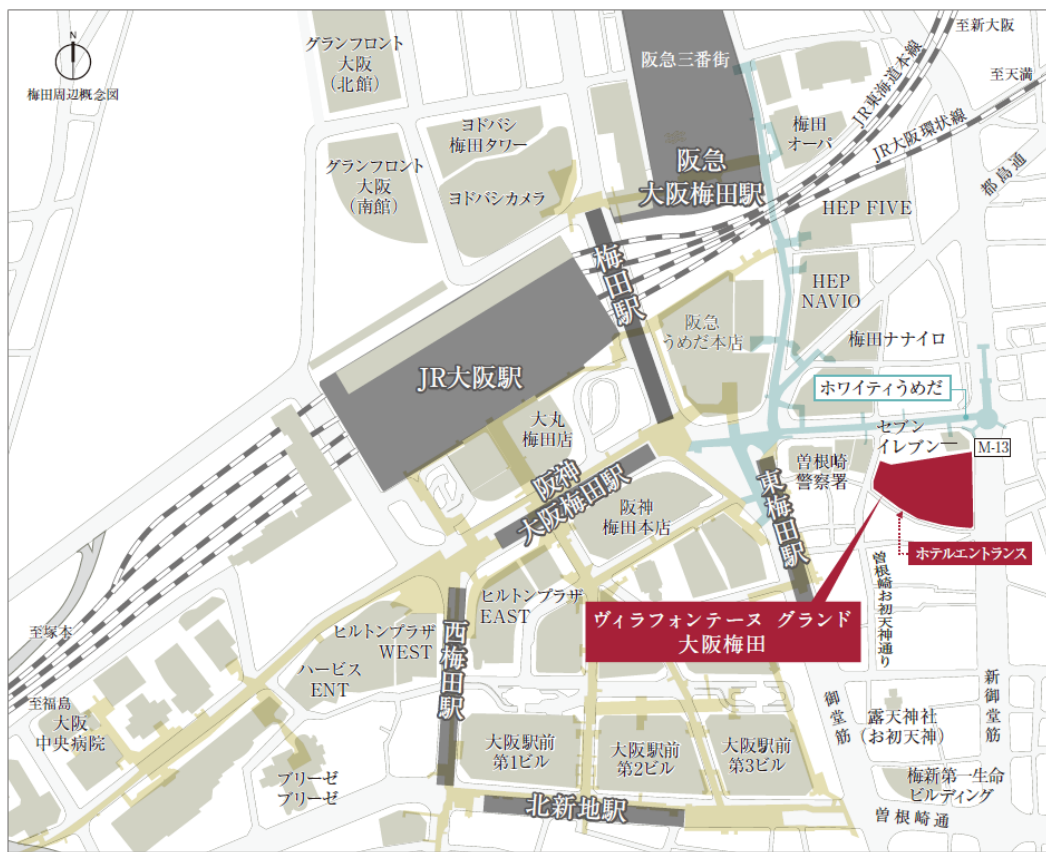 N
梅田周辺概念図
グランフロント
大阪
(北館)
阪急三番街
至新大阪
JR東海道本線
至天満
JR大阪環状線
都島通
ヨドバシ
梅田タワー
梅田
オーパ
グランフロント
大阪
(南館)
ヨドバシカメラ
阪急
大阪梅田駅
HEP FIVE
梅田駅
HEP
NAVIO
阪急
うめだ本店
梅田ナナイロ
JR大阪駅
ホワイティうめだ
大丸
梅田店
セブン
イレブン
M-13
曽根崎
警察署
阪神
大阪梅田駅
阪神
梅田本店
東梅田駅
ホテルエントランス
曽根崎お初天神通り
ヒルトンプラザ
EAST
ヴィラフォンテーヌ グランド
大阪梅田
至塚本
ヒルトンプラザ
WEST
西梅田駅
ハービス
ENT
至福島
大阪
中央病院
御堂筋
新御堂筋
露天神社
(お初天神)
大阪駅前
第1ビル
大阪駅前
第2ビル
大阪駅前
第3ビル
ブリーゼ
ブリーゼ
梅新第一生命
ビルディング
北新地駅
曽根崎通